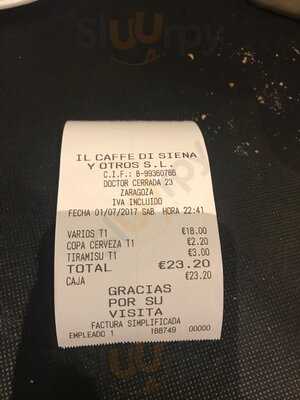 sluurpy
IL CAFFE DI SIENA
Y OTROS S.L.
C.I.F.: B-99360766
DOCTOR CERRADA 23
ZARAGOZA
IVA INCLUIDO
FECHA 01/07/2017 SAB HORA 22:41
VARIOS T1 €18.00
COPA CERVEZA T1 €2.20
TIRAMISU T1 €3.00
TOTAL €23.20
CAJA €23.20
GRACIAS
POR SU
VISITA
FACTURA SIMPLIFICADA
EMPLEADO 1 188749 00000